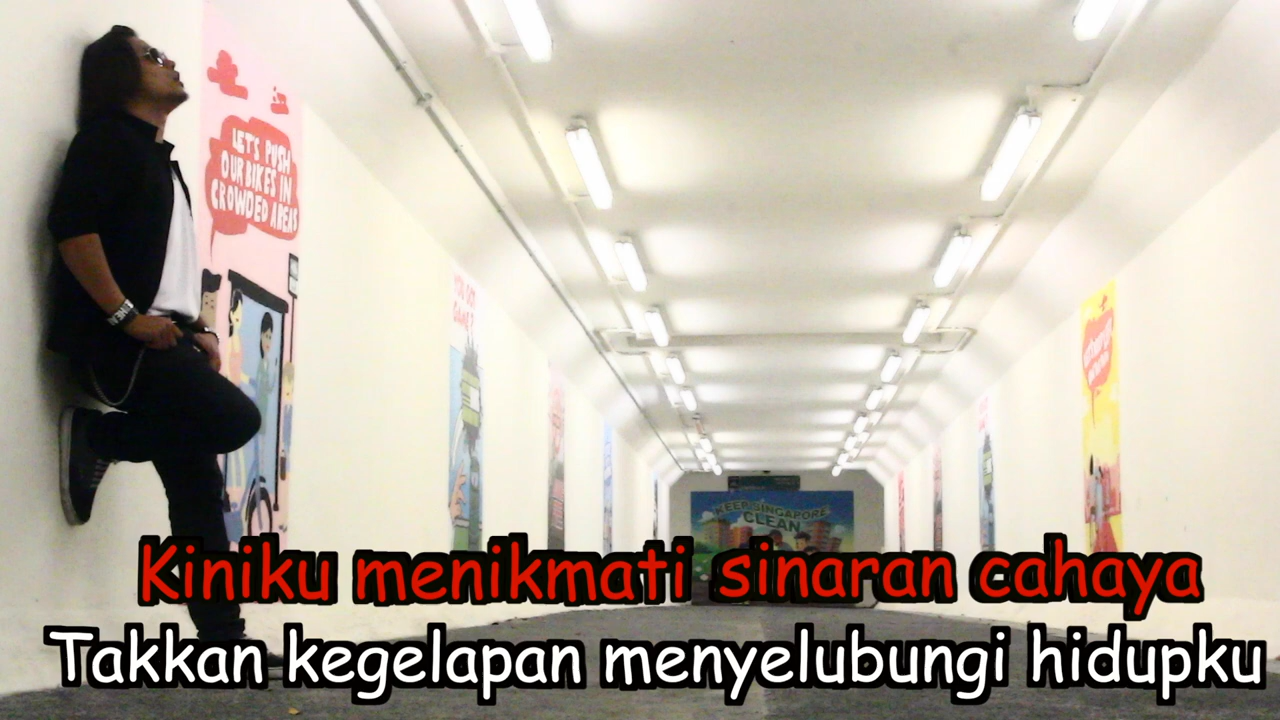 LET'S PUSH
OUR BIKES IN
CROWDED AREAS
KEEP SINGAPORE
CLEAN
Kiniku menikmati sinaran cahaya
Takkan kegelapan menyelubungi hidupku